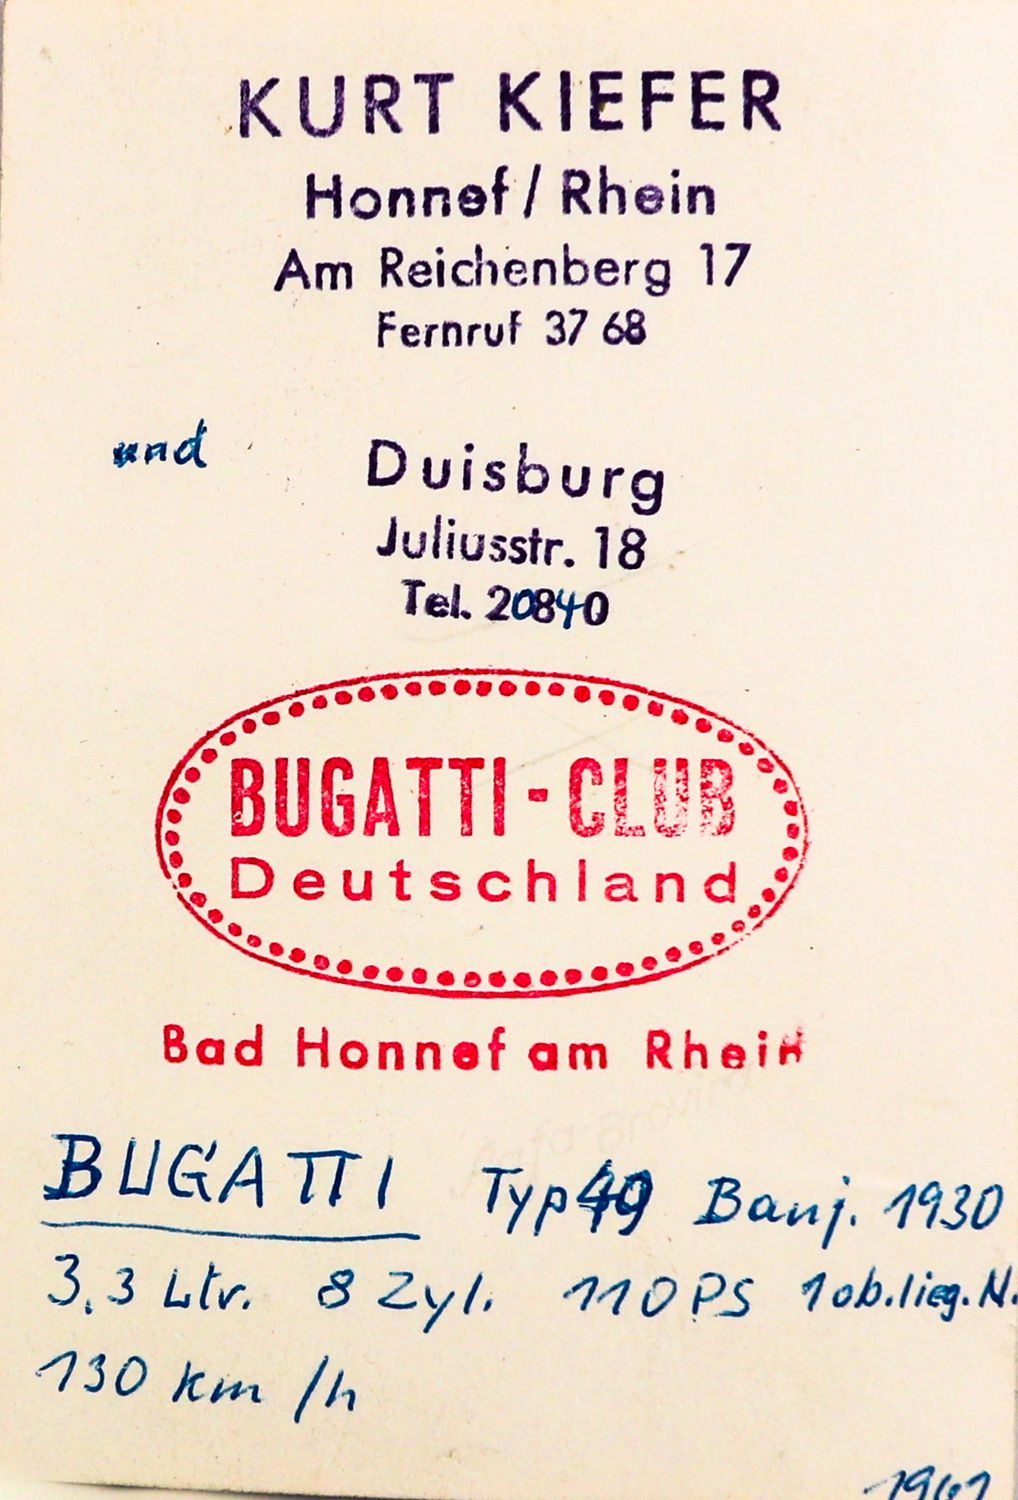 KURT KIEFER
Honnef / Rhein
Am Reichenberg 17
Fernruf 37 68
und Duisburg
Juliusstr. 18
Tel. 20840
BUGATTI - CLUB
Deutschland
Bad Honnef am Rhein
BUGATTI Typ 49 Bauj. 1930
3,3 Ltr. 8 Zyl. 110 PS 1 ob. lieg. N.
130 km/h
1961